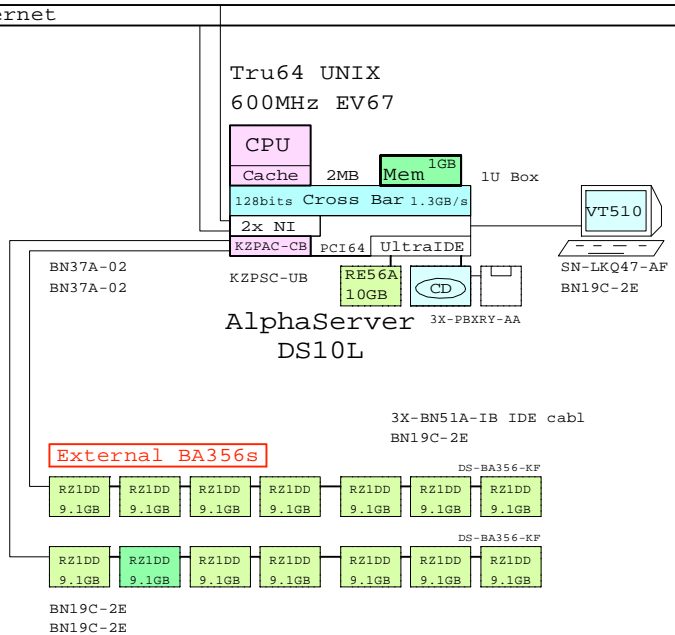 ernet
Tru64 UNIX
600MHz EV67
CPU
Cache
2MB
Mem 1GB
1U Box
128bits Cross Bar 1.3GB/s
2x NI
VT510
KZPAC-CB
PCI64
UltraIDE
BN37A-02
BN37A-02
KZPSC-UB
RE56A
10GB
CD
SN-LKQ47-AF
BN19C-2E
3X-PBXRY-AA
AlphaServer
DS10L
3X-BN51A-IB IDE cabl
BN19C-2E
External BA356s
DS-BA356-KF
RZ1DD RZ1DD RZ1DD RZ1DD RZ1DD RZ1DD RZ1DD
9.1GB 9.1GB 9.1GB 9.1GB 9.1GB 9.1GB 9.1GB
DS-BA356-KF
RZ1DD RZ1DD RZ1DD RZ1DD RZ1DD RZ1DD RZ1DD
9.1GB 9.1GB 9.1GB 9.1GB 9.1GB 9.1GB 9.1GB
BN19C-2E
BN19C-2E